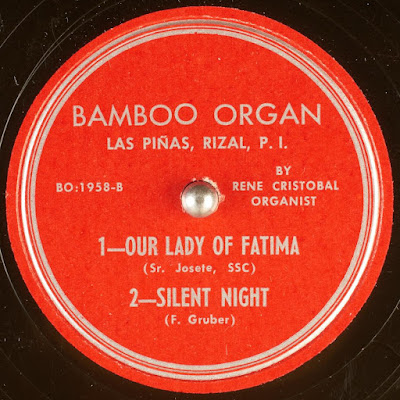 BAMBOO ORGAN
LAS PIÑAS, RIZAL, P. I.
BO:1958-B
BY
RENE CRISTOBAL
ORGANIST
1—OUR LADY OF FATIMA
(Sr. Josete, SSC)
2—SILENT NIGHT
(F. Gruber)